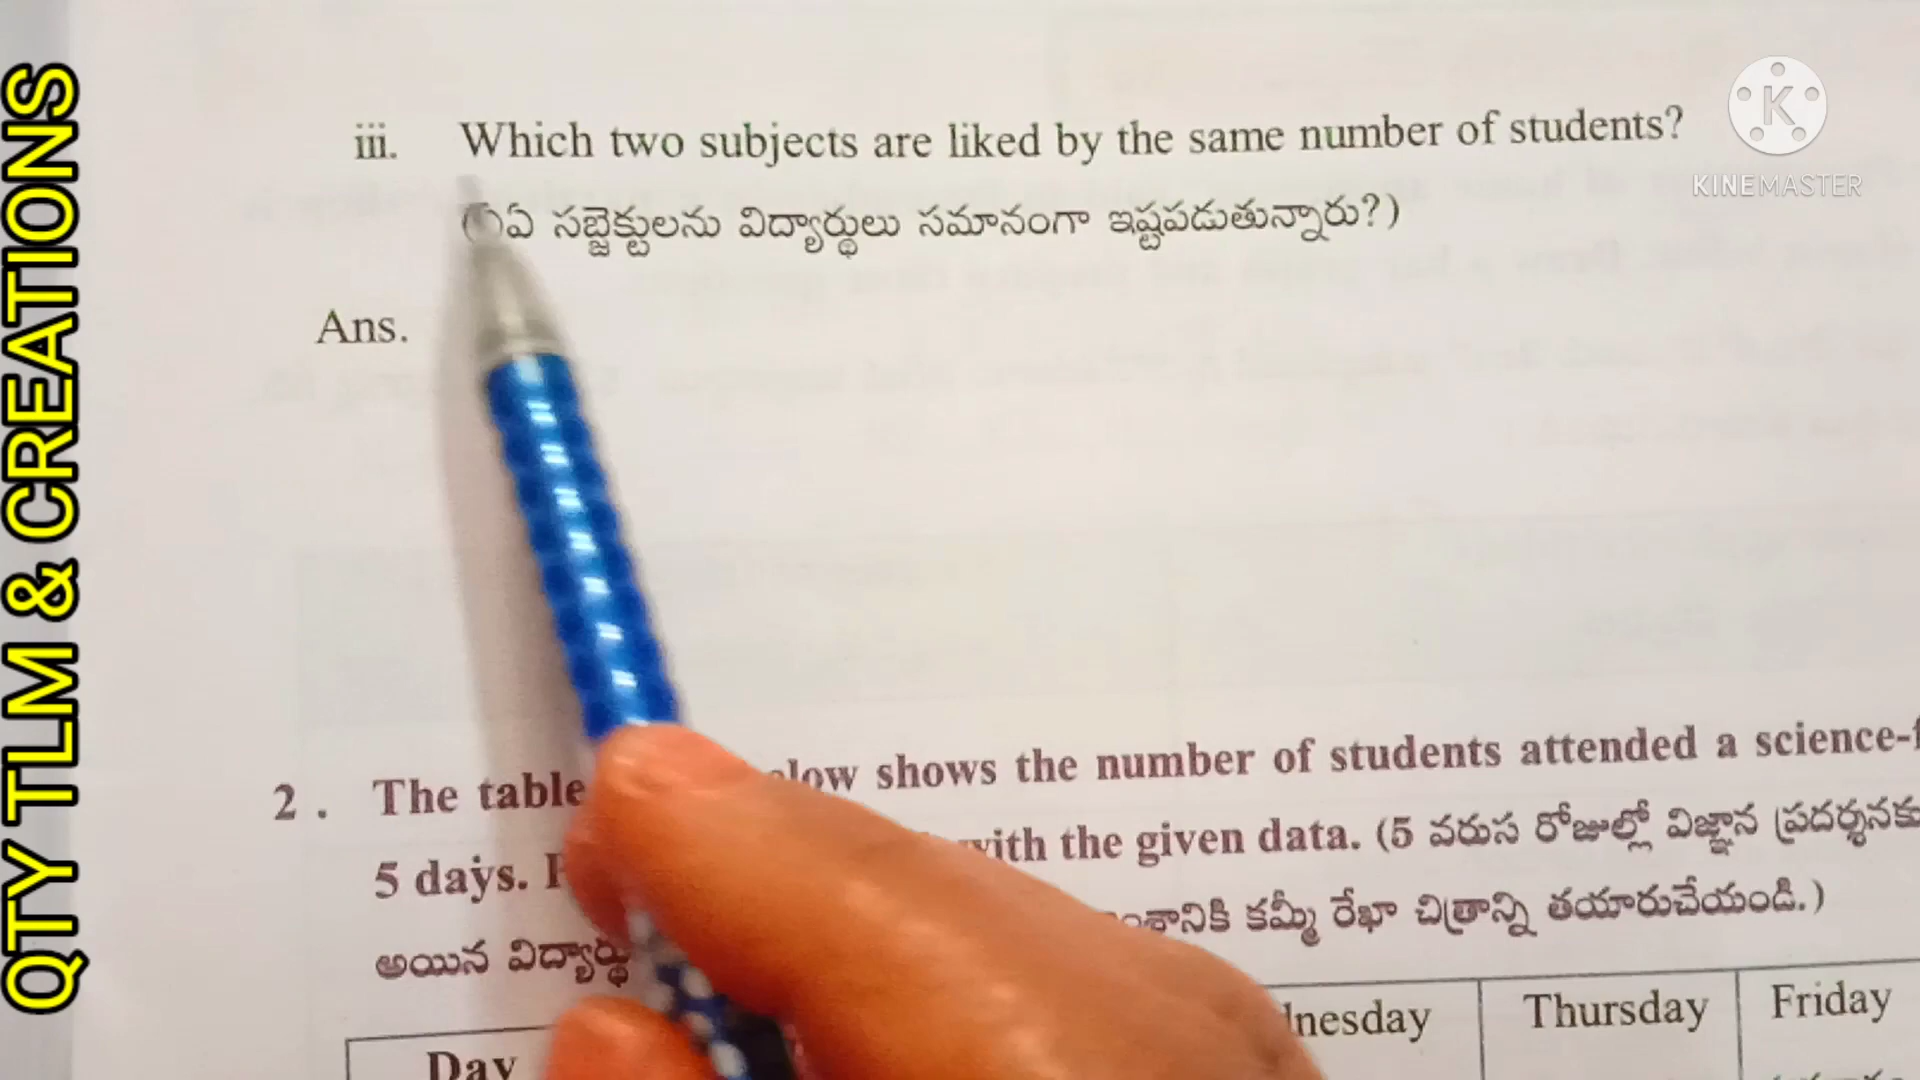 QTY TLM & CREATIONS
KINEMASTER
iii. Which two subjects are liked by the same number of students?
(ఏ సబ్జెక్టులను విద్యార్థులు సమానంగా ఇష్టపడుతున్నారు?)
Ans.
2 . The table shows the number of students attended a science-f
5 days. with the given data. (5 వరుస రోజుల్లో విజ్ఞాన ప్రదర్శనకు
అయిన కమ్మీ రేఖా చిత్రాన్ని తయారుచేయండి.)
Day nesday Thursday Friday